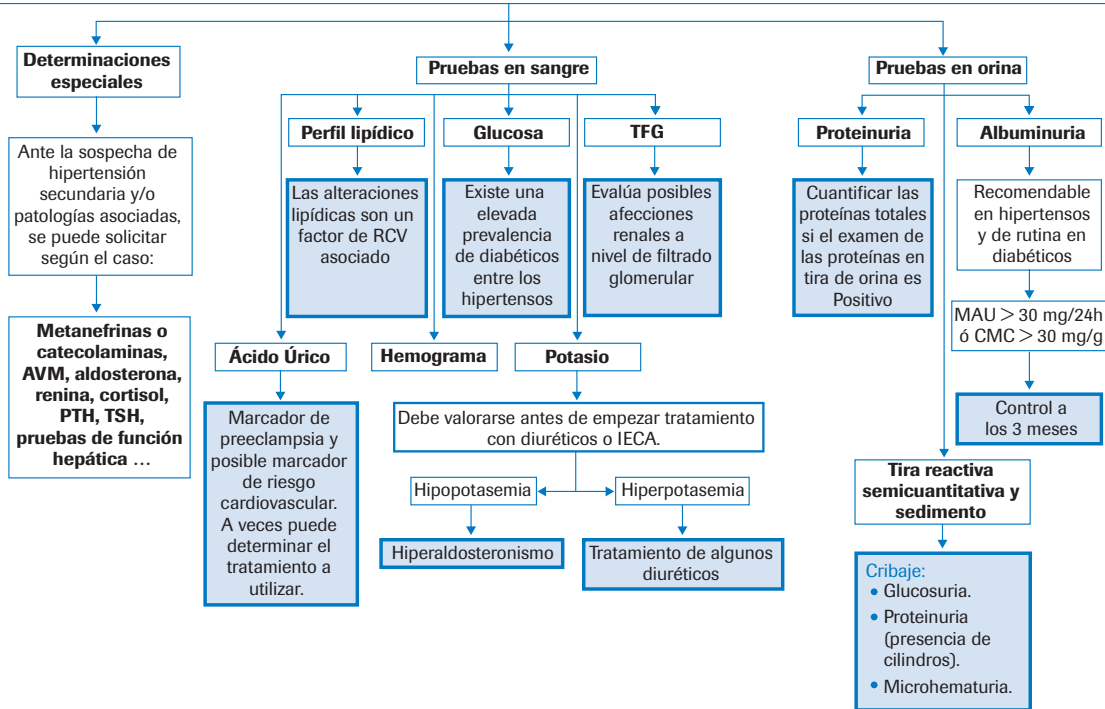 Determinaciones
especiales
Ante la sospecha de
hipertensión
secundaria y/o
patologías asociadas,
se puede solicitar
según el caso:
Metanefrinas o
catecolaminas,
AVM, aldosterona,
renina, cortisol,
PTH, TSH,
pruebas de función
hepática ...
Pruebas en sangre
Perfil lipídico
Las alteraciones
lipídicas son un
factor de RCV
asociado
Glucosa
Existe una
elevada
prevalencia
de diabéticos
entre los
hipertensos
TFG
Evalúa posibles
afecciones
renales a
nivel de filtrado
glomerular
Ácido Úrico
Marcador de
preeclampsia y
posible marcador
de riesgo
cardiovascular.
A veces puede
determinar el
tratamiento a
utilizar.
Hemograma
Potasio
Debe valorarse antes de empezar tratamiento
con diuréticos o IECA.
Hipopotasemia
Hiperaldosteronismo
Hiperpotasemia
Tratamiento de algunos
diuréticos
Pruebas en orina
Proteinuria
Cuantificar las
proteínas totales
si el examen de
las proteínas en
tira de orina es
Positivo
Albuminuria
Recomendable
en hipertensos
y de rutina en
diabéticos
MAU > 30 mg/24h
ó CMC > 30 mg/g
Control a
los 3 meses
Tira reactiva
semicuantitativa y
sedimento
Cribaje:
• Glucosuria.
• Proteinuria
(presencia de
cilindros).
• Microhematuria.